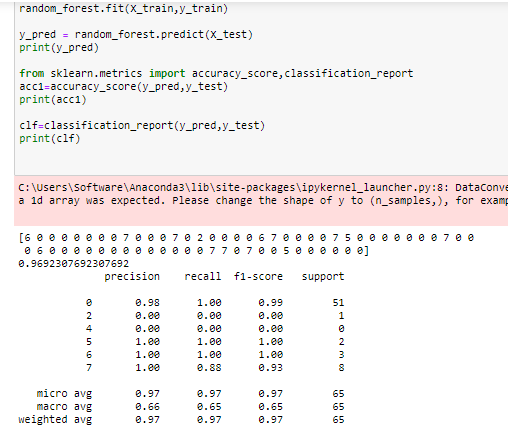 random_forest.fit(X_train,y_train)
y_pred = random_forest.predict(X_test)
print(y_pred)
from sklearn.metrics import accuracy_score,classification_report
acc1=accuracy_score(y_pred,y_test)
print(acc1)
clf=classification_report(y_pred,y_test)
print(clf)
C:\Users\Software\Anaconda3\lib\site-packages\ipykernel_launcher.py:8: DataConve
a 1d array was expected. Please change the shape of y to (n_samples,), for examp
[6 0 0 0 0 0 0 0 7 0 0 0 7 0 2 0 0 0 0 6 7 0 0 0 0 7 5 0 0 0 0 0 0 0 7 0 0
0 6 0 0 0 0 0 0 0 0 0 0 0 0 0 7 7 0 7 0 0 5 0 0 0 0 0 0]
0.9692307692307692
precision recall f1-score support
0 0.98 1.00 0.99 51
2 0.00 0.00 0.00 1
4 0.00 0.00 0.00 0
5 1.00 1.00 1.00 2
6 1.00 1.00 1.00 3
7 1.00 0.88 0.93 8
micro avg 0.97 0.97 0.97 65
macro avg 0.66 0.65 0.65 65
weighted avg 0.97 0.97 0.97 65